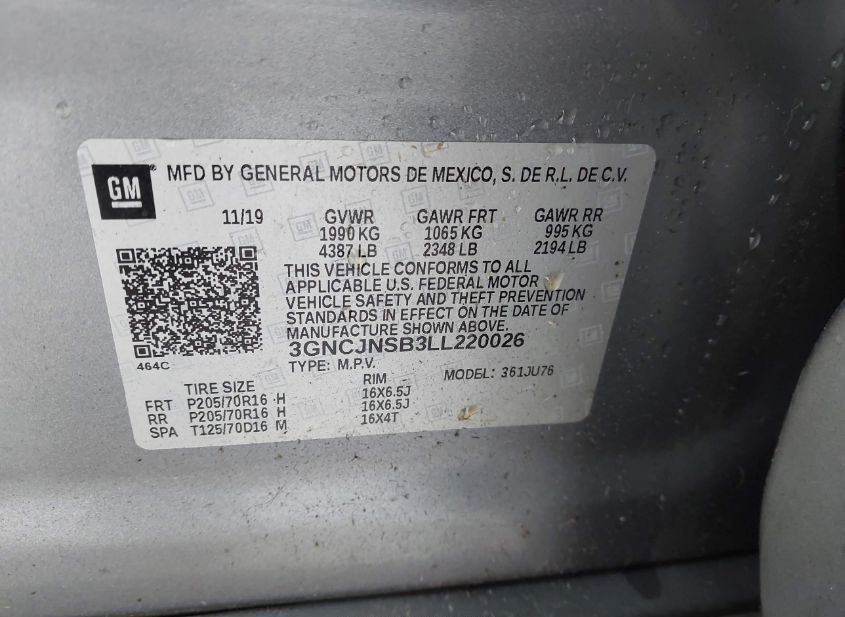 GM
MFD BY GENERAL MOTORS DE MEXICO, S. DE R.L. DE C.V.
11/19 GVWR GAWR FRT GAWR RR
1990 KG 1065 KG 995 KG
4387 LB 2348 LB 2194 LB
THIS VEHICLE CONFORMS TO ALL
APPLICABLE U.S. FEDERAL MOTOR
VEHICLE SAFETY AND THEFT PREVENTION
STANDARDS IN EFFECT ON THE DATE OF
MANUFACTURE SHOWN ABOVE.
3GNCJNSB3LL220026
464C
TYPE: M.P.V. MODEL: 361JU76
TIRE SIZE RIM
FRT P205/70R16 H 16X6.5J
RR P205/70R16 H 16X6.5J
SPA T125/70D16 M 16X4T